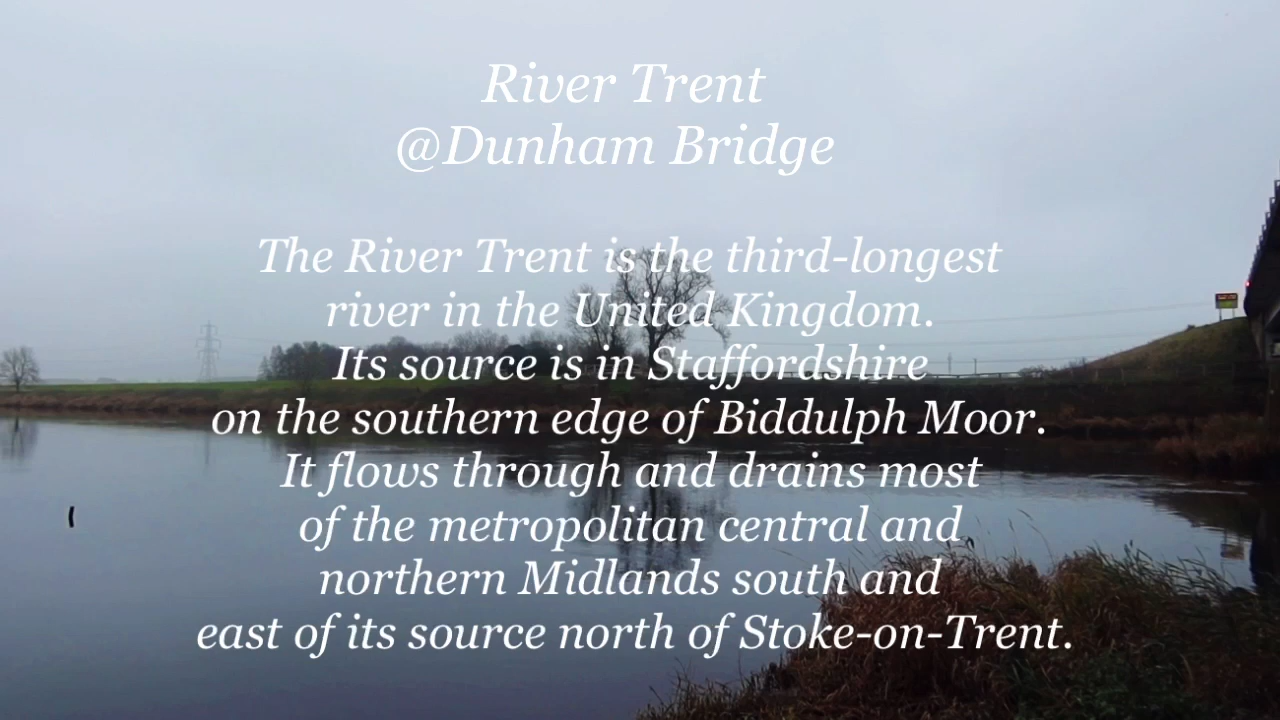 River Trent
@Dunham Bridge
The River Trent is the third-longest
river in the United Kingdom.
Its source is in Staffordshire
on the southern edge of Biddulph Moor.
It flows through and drains most
of the metropolitan central and
northern Midlands south and
east of its source north of Stoke-on-Trent.